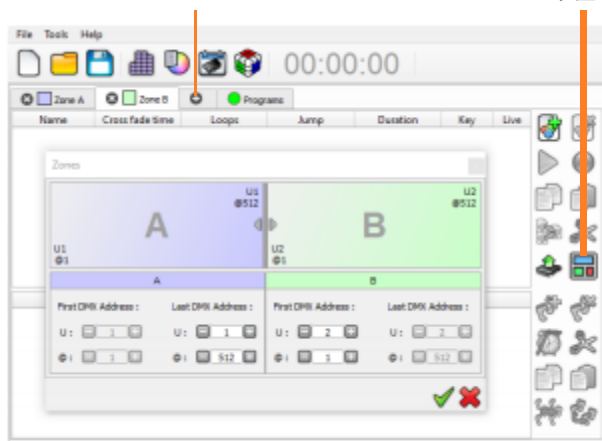 File Tools Help
00:00:00
Zone A Zone B Programs
Name Cross fade time Loops Jump Duration Key Live
Zones
U1
@512
U2
@512
A B
U1
@1
U2
@1
A B
First DMX Address : Last DMX Address : First DMX Address : Last DMX Address :
U : 1 U : 1 U : 2 U : 2
@ : 1 @ : 512 @ : 1 @ : 512